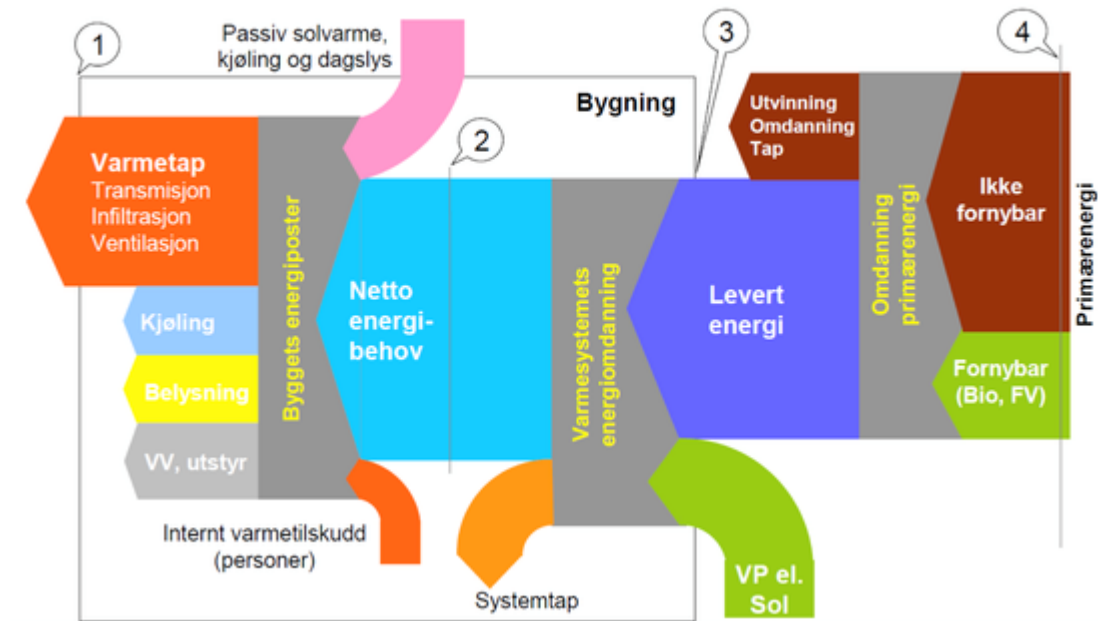 1
Passiv solvarme,
kjøling og dagslys
3
4
Bygning
Utvinning
Omdanning
Tap
2
Varmetap
Transmisjon
Infiltrasjon
Ventilasjon
Ikke
fornybar
Primærenergi
Byggets energiposter
Netto
energi-
behov
Varmesystemets
energiomdanning
Levert
energi
Omdanning
primærenergi
Kjøling
Belysning
VV, utstyr
Fornybar
(Bio, FV)
Internt varmetilskudd
(personer)
Systemtap
VP el.
Sol